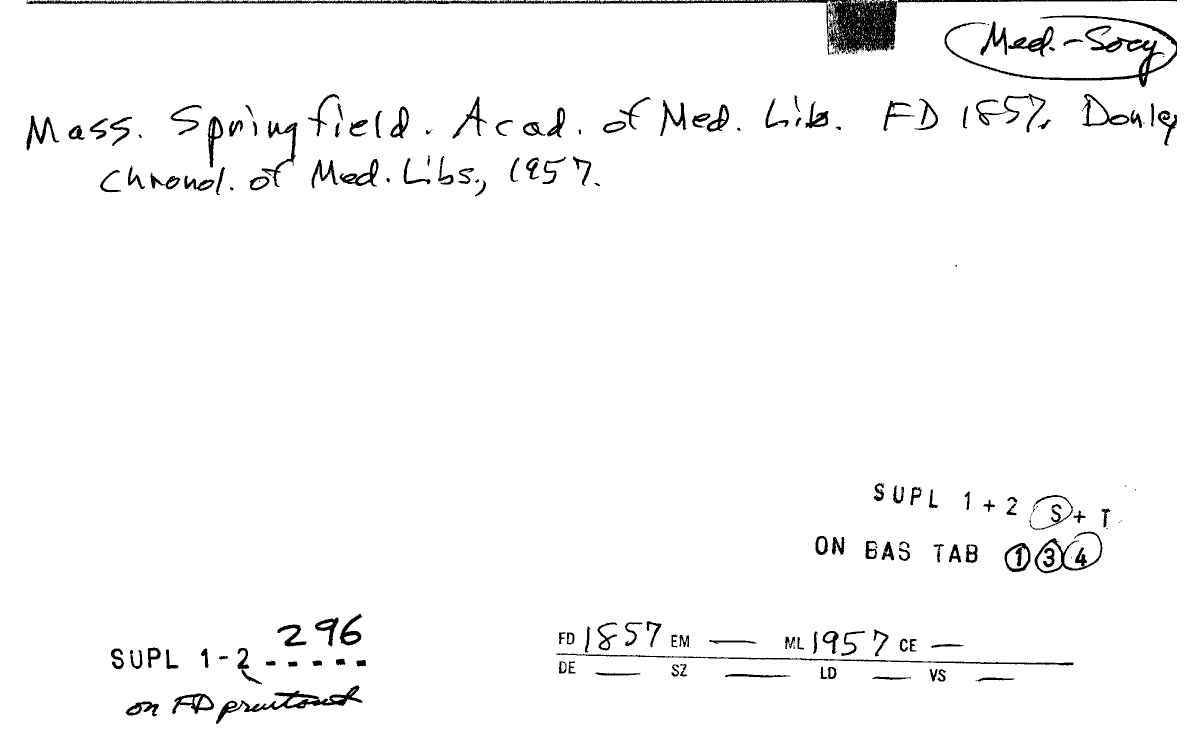 Med.-Socy
Mass. Springfield. Acad. of Med. Lib. FD 1857. Donley
Chronol. of Med. Libs., 1957.
SUPL 1+2 S+T
ON BAS TAB 1 3 4
296
SUPL 1-2 -----
on FD printout
FD 1857 EM — ML 1957 CE —
DE — SZ — LD — VS —